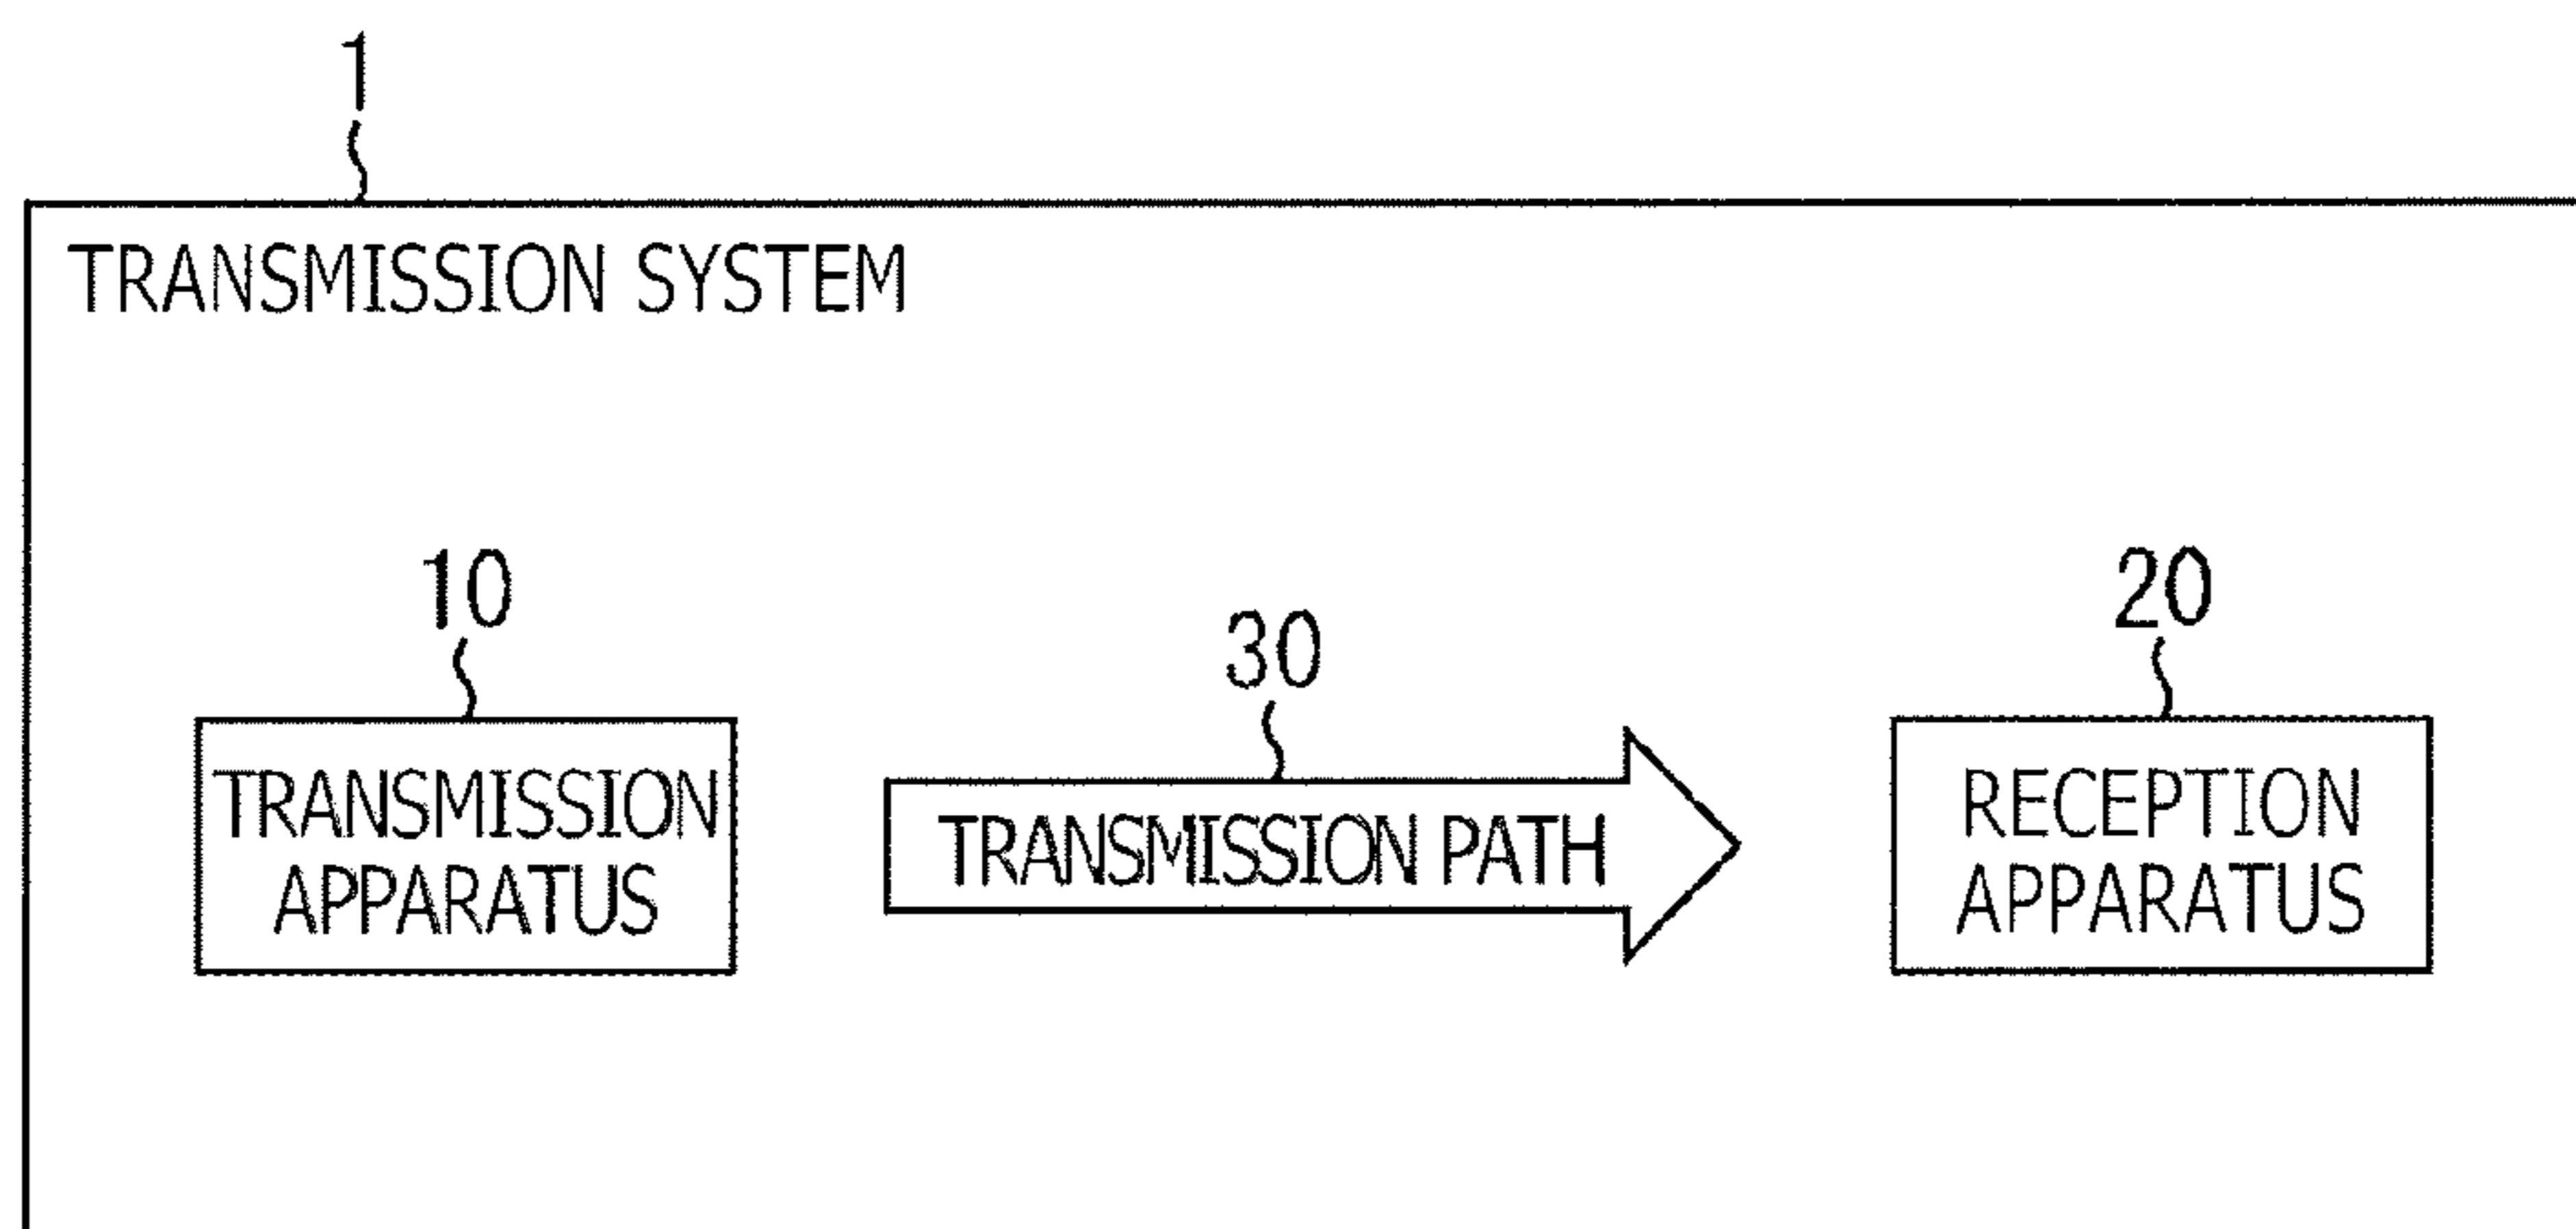 1
TRANSMISSION SYSTEM
10
30
20
TRANSMISSION
APPARATUS
TRANSMISSION PATH
RECEPTION
APPARATUS